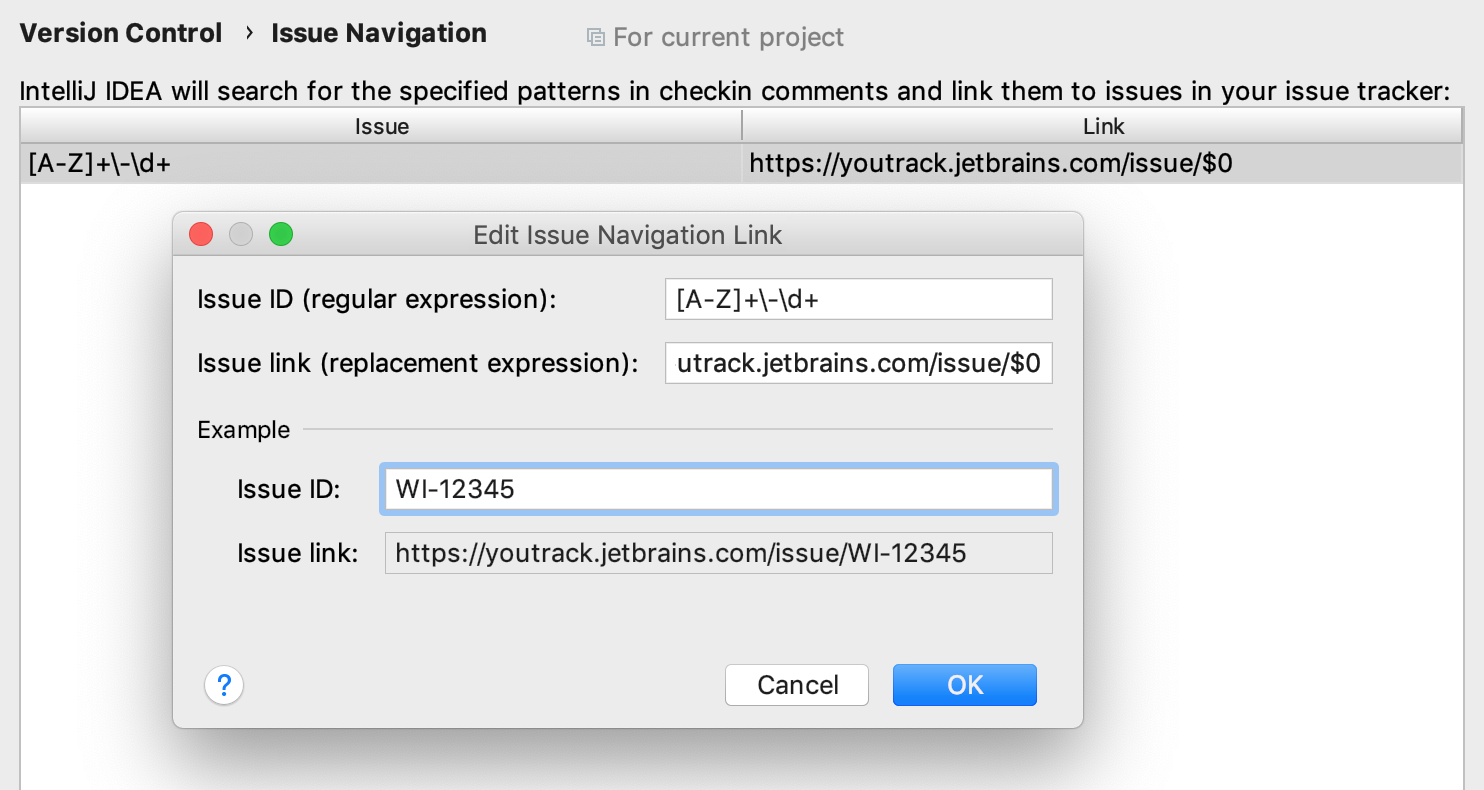 Version Control › Issue Navigation For current project
IntelliJ IDEA will search for the specified patterns in checkin comments and link them to issues in your issue tracker:
Issue Link
[A-Z]+\-\d+ https://youtrack.jetbrains.com/issue/$0
Edit Issue Navigation Link
Issue ID (regular expression): [A-Z]+\-\d+
Issue link (replacement expression): utrack.jetbrains.com/issue/$0
Example
Issue ID: WI-12345
Issue link: https://youtrack.jetbrains.com/issue/WI-12345
? Cancel OK